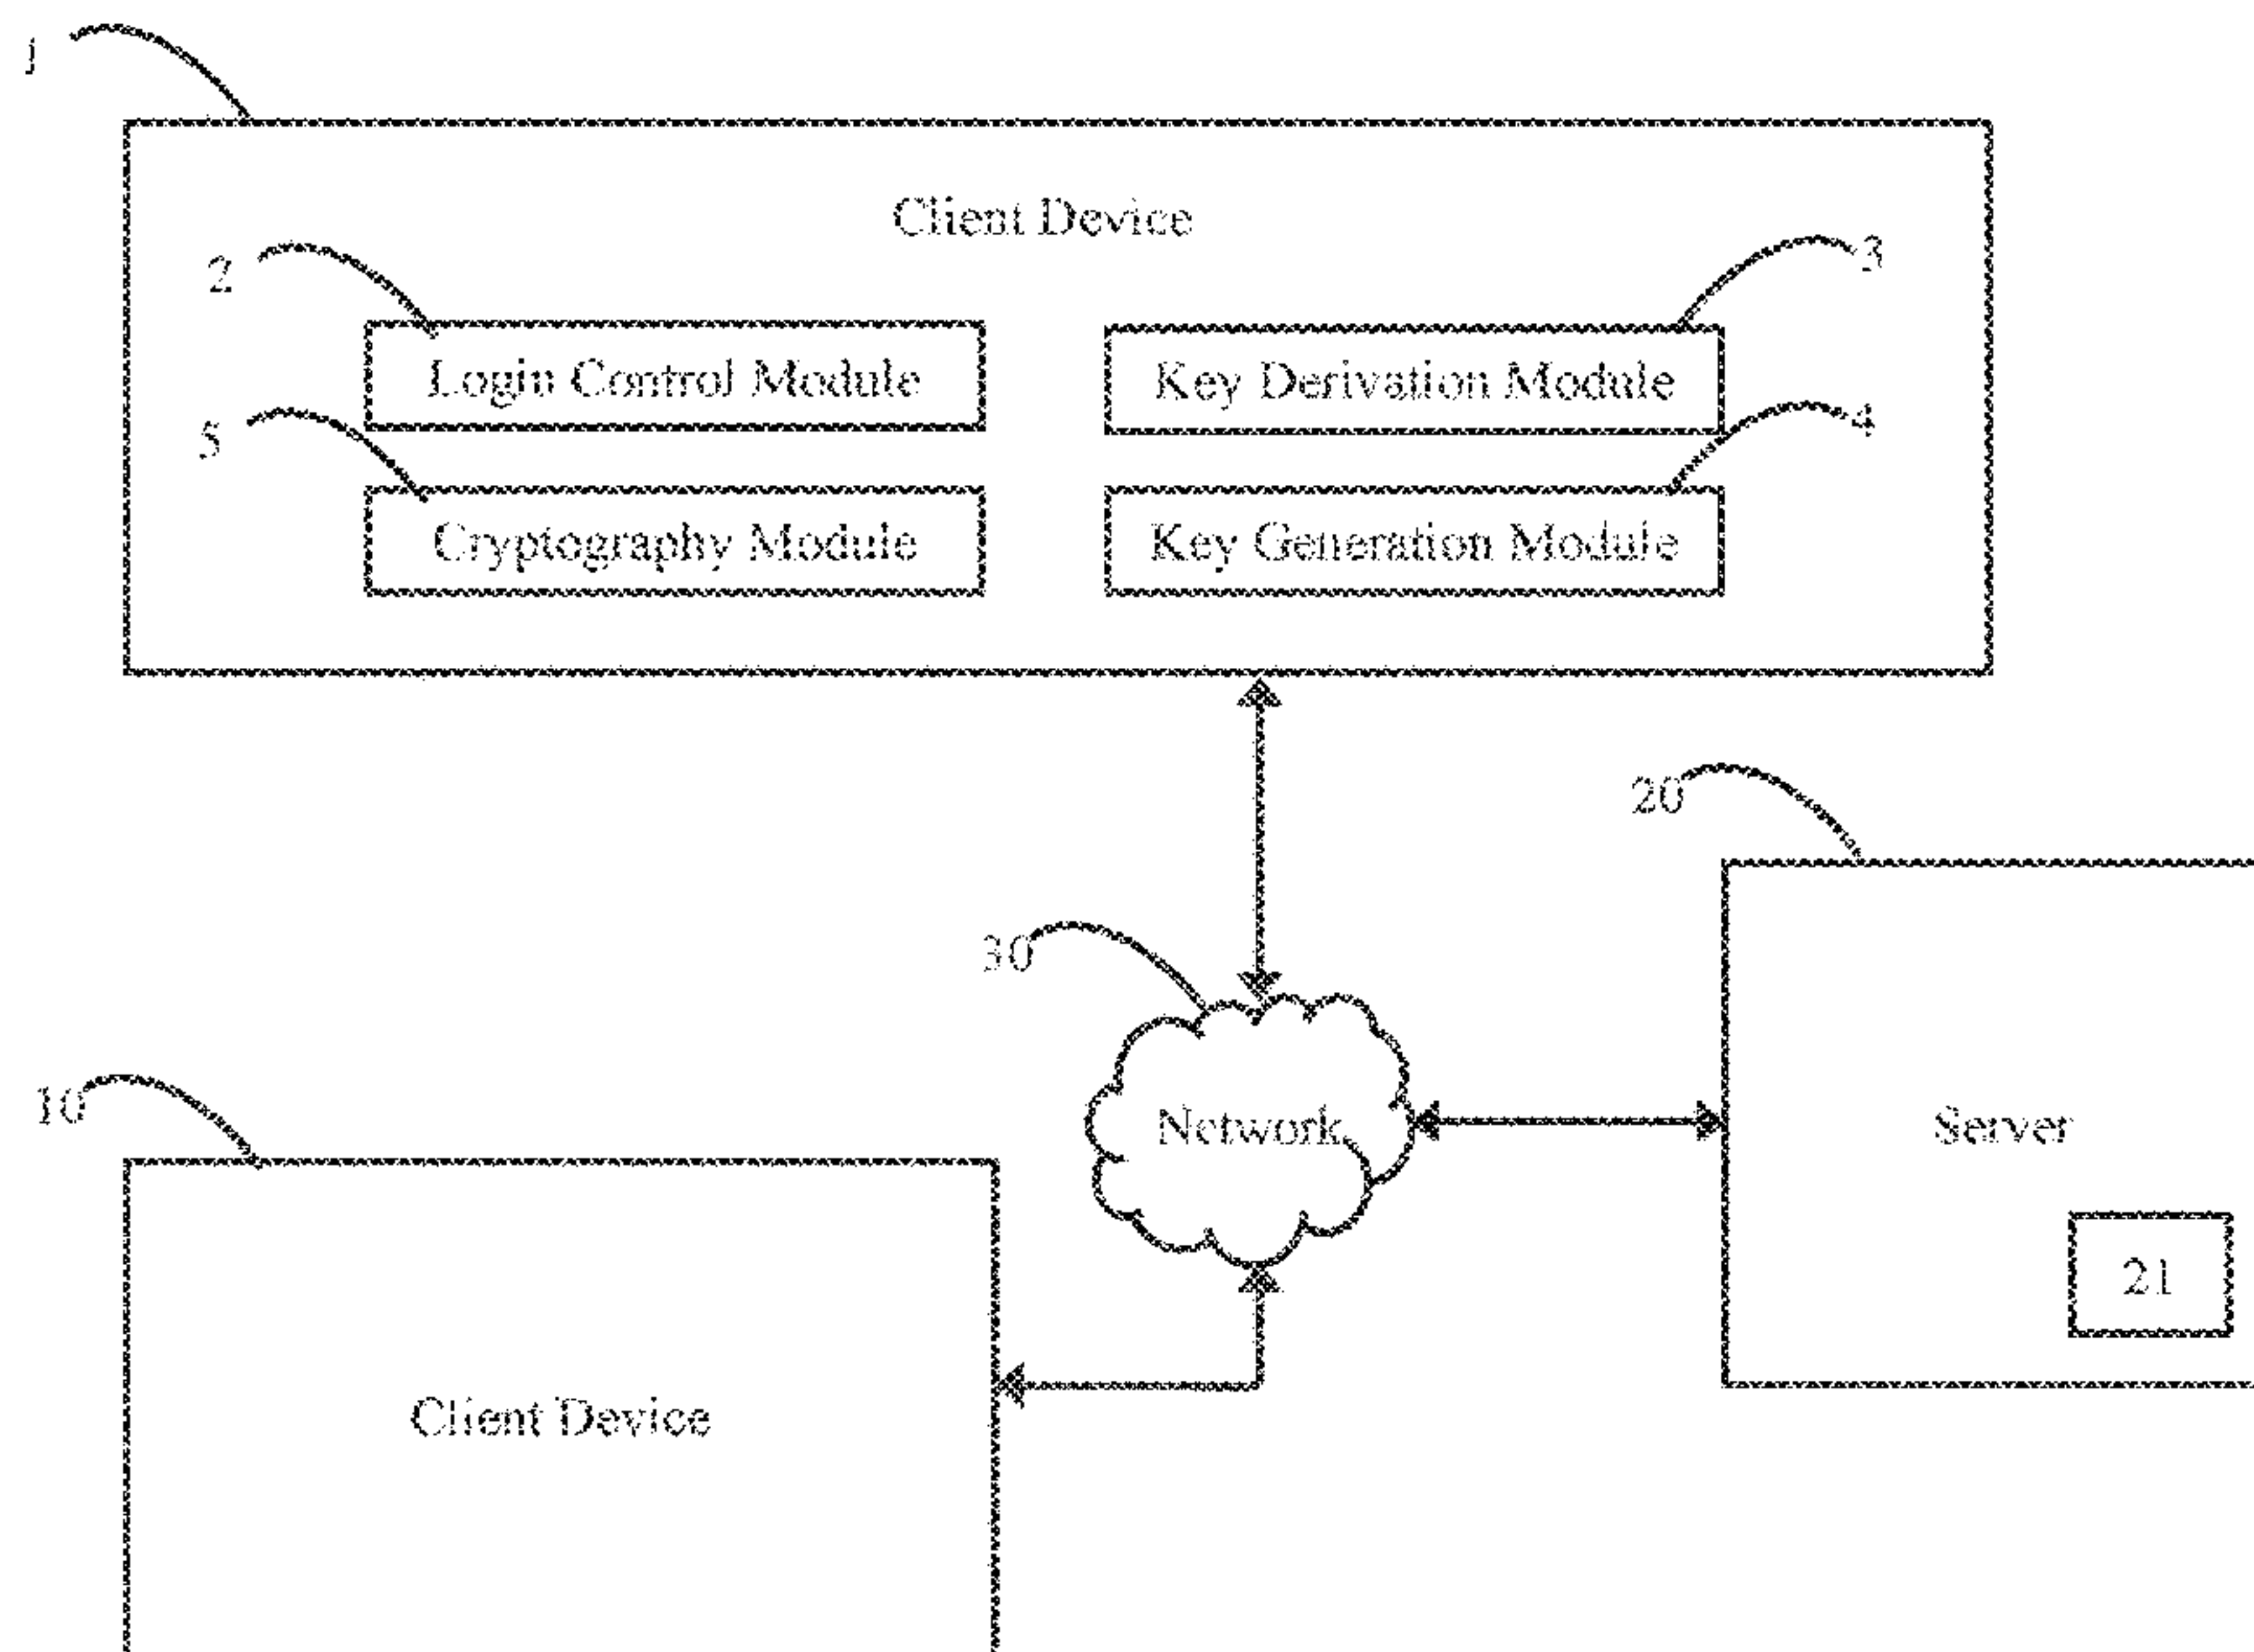 1
Client Device
2
3
Login Control Module
Key Derivation Module
5
4
Cryptography Module
Key Generation Module
20
30
10
Network
Server
21
Client Device